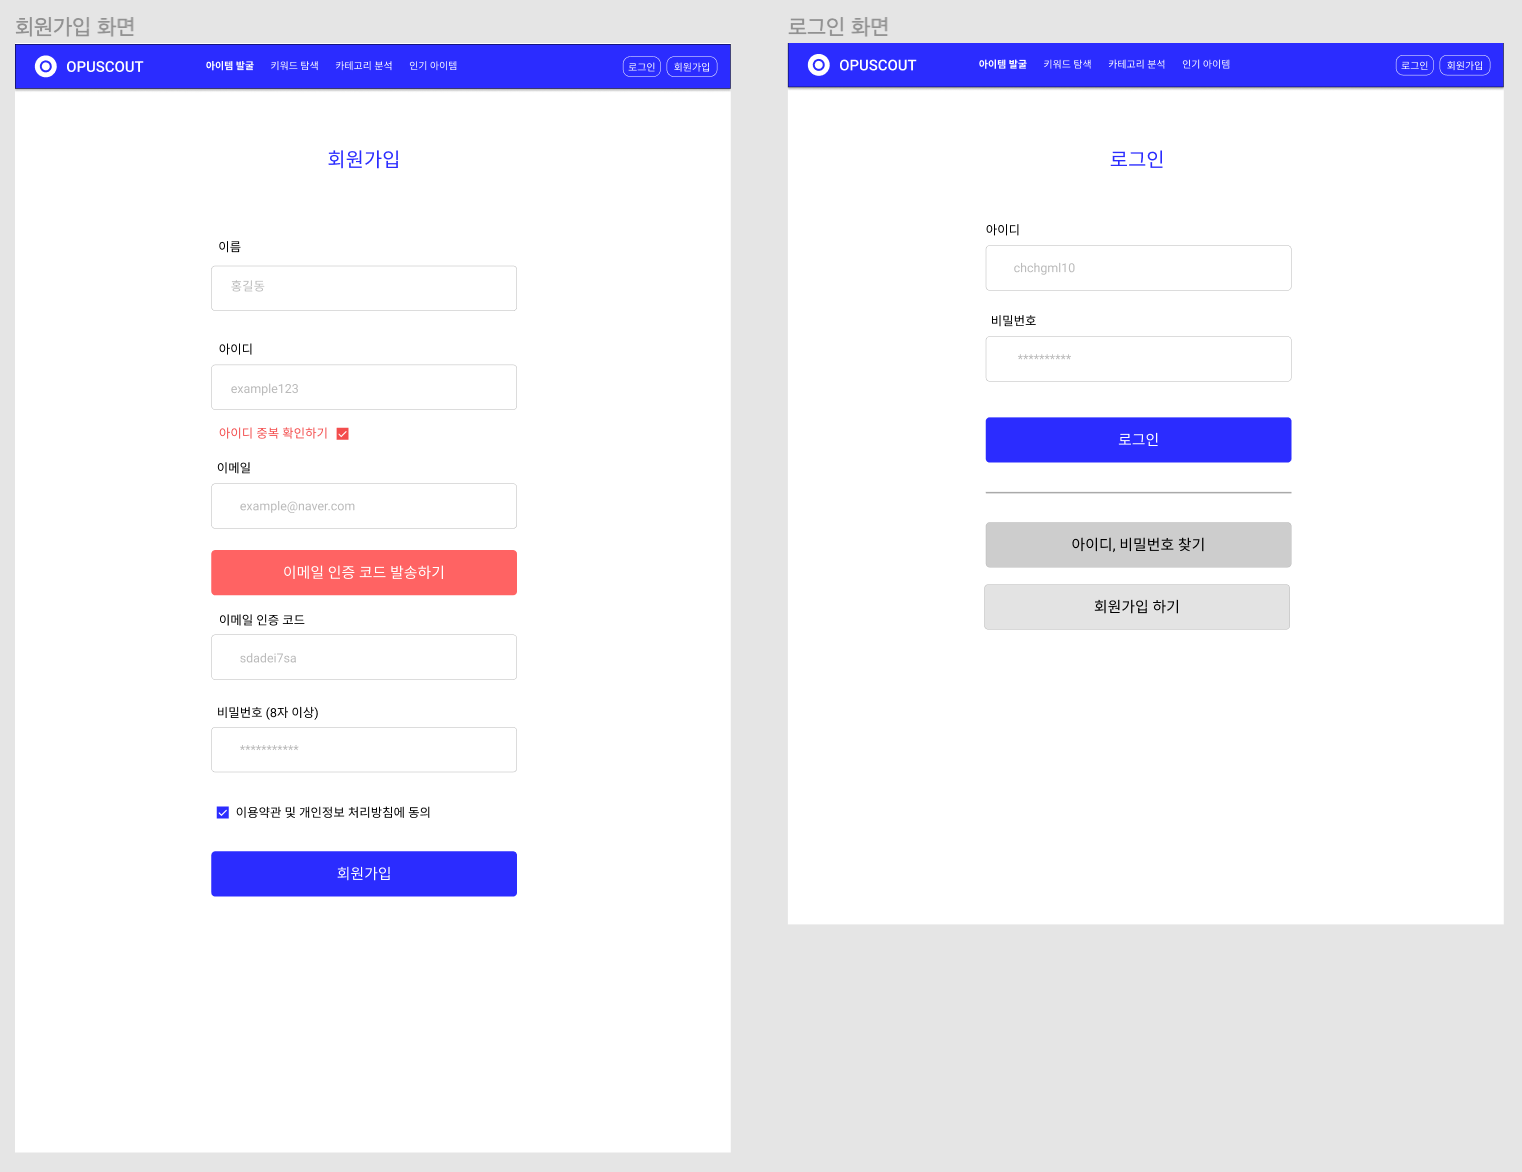 회원가입 화면
OPUSCOUT 아이템 발굴 키워드 탐색 카테고리 분석 인기 아이템 로그인 회원가입
회원가입
이름
홍길동
아이디
example123
아이디 중복 확인하기
이메일
example@naver.com
이메일 인증 코드 발송하기
이메일 인증 코드
sdadei7sa
비밀번호 (8자 이상)
***********
이용약관 및 개인정보 처리방침에 동의
회원가입
로그인 화면
OPUSCOUT 아이템 발굴 키워드 탐색 카테고리 분석 인기 아이템 로그인 회원가입
로그인
아이디
chchgml10
비밀번호
**********
로그인
아이디, 비밀번호 찾기
회원가입 하기